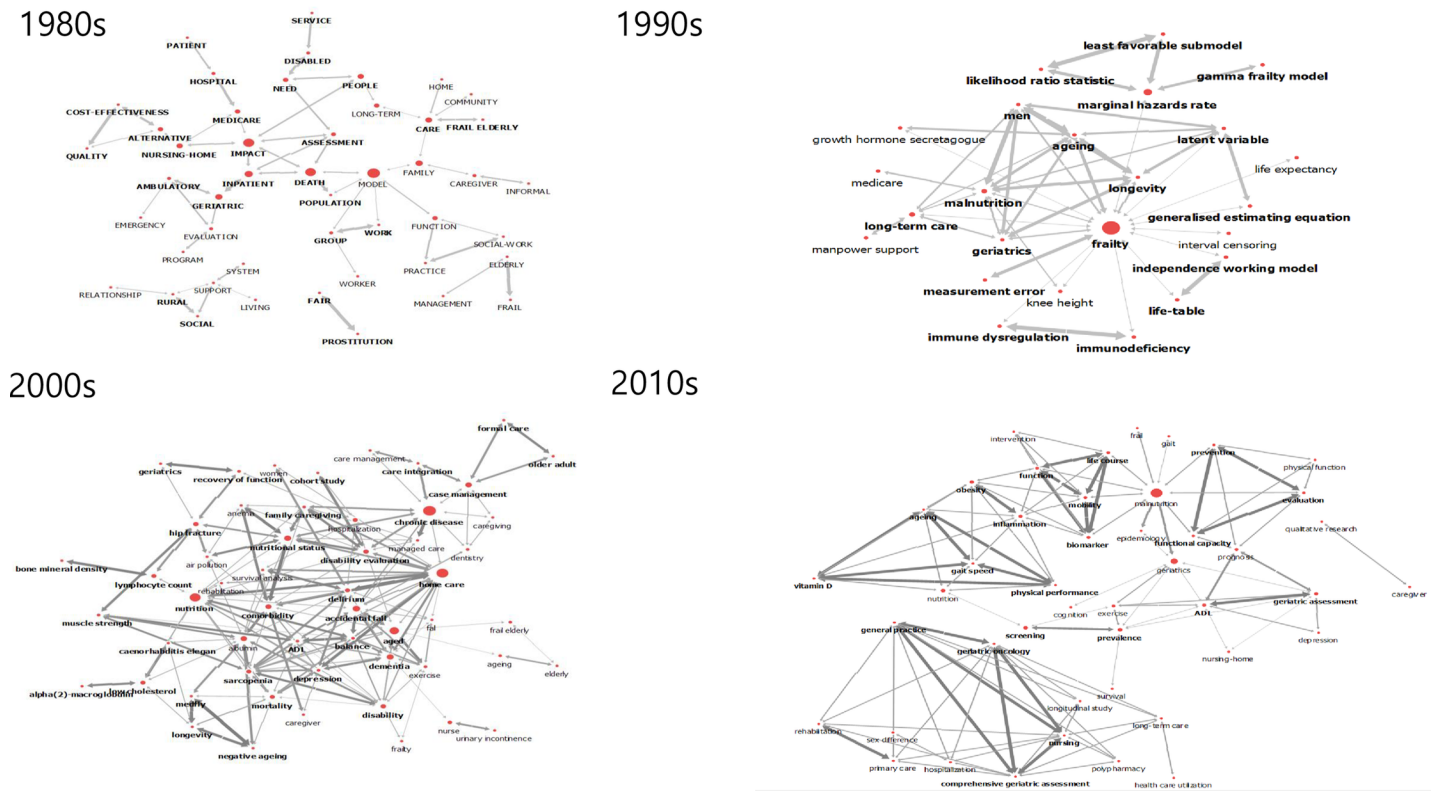 1980s
SERVICE
PATIENT
DISABLED
HOSPITAL
NEED
PEOPLE
HOME
COMMUNITY
COST-EFFECTIVENESS
LONG-TERM
MEDICARE
CARE
FRAIL ELDERLY
ALTERNATIVE
ASSESSMENT
QUALITY
NURSING-HOME
IMPACT
FAMILY
AMBULATORY
INPATIENT
DEATH
MODEL
CAREGIVER
INFORMAL
GERIATRIC
POPULATION
EMERGENCY
FUNCTION
WORK
EVALUATION
GROUP
SOCIAL-WORK
PROGRAM
ELDERLY
SYSTEM
PRACTICE
WORKER
RELATIONSHIP
SUPPORT
RURAL
LIVING
FAIR
MANAGEMENT
FRAIL
SOCIAL
PROSTITUTION
1990s
least favorable submodel
likelihood ratio statistic
gamma frailty model
marginal hazards rate
men
growth hormone secretagogue
ageing
latent variable
life expectancy
medicare
longevity
malnutrition
long-term care
generalised estimating equation
manpower support
geriatrics
frailty
interval censoring
independence working model
measurement error
knee height
life-table
immune dysregulation
immunodeficiency
2000s
formal care
care management
older adult
geriatrics
women
care integration
recovery of function
cohort study
case management
anemia
family caregiving
chronic disease
caregiving
hip fracture
hospitalization
nutritional status
managed care
dentistry
bone mineral density
air pollution
disability evaluation
lymphocyte count
survival analysis
home care
rehabilitation
delirium
nutrition
comorbidity
accidental fall
muscle strength
fall
frail elderly
caenorhaliditis elegan
albumin
ADL
balance
aged
ageing
elderly
sarcopenia
depression
dementia
exercise
alpha(2)-macroglobulin
low cholesterol
medfly
mortality
disability
longevity
caregiver
nurse
urinary incontinence
negative ageing
frailty
2010s
intervention
frail
gait
life course
prevention
function
physical function
obesity
mobility
malnutrition
evaluation
ageing
inflammation
qualitative research
biomarker
epidemiology
functional capacity
prognost
gait speed
geriatrics
vitamin D
physical performance
nutrition
caregiver
cognition
exercise
ADL
geriatric assessment
general practice
screening
prevalence
depression
geriatric oncology
nursing-home
survival
longitudinal study
rehabilitation
sex difference
long-term care
nursing
primary care
hospitalization
polypharmacy
comprehensive geriatric assessment
health care utilization